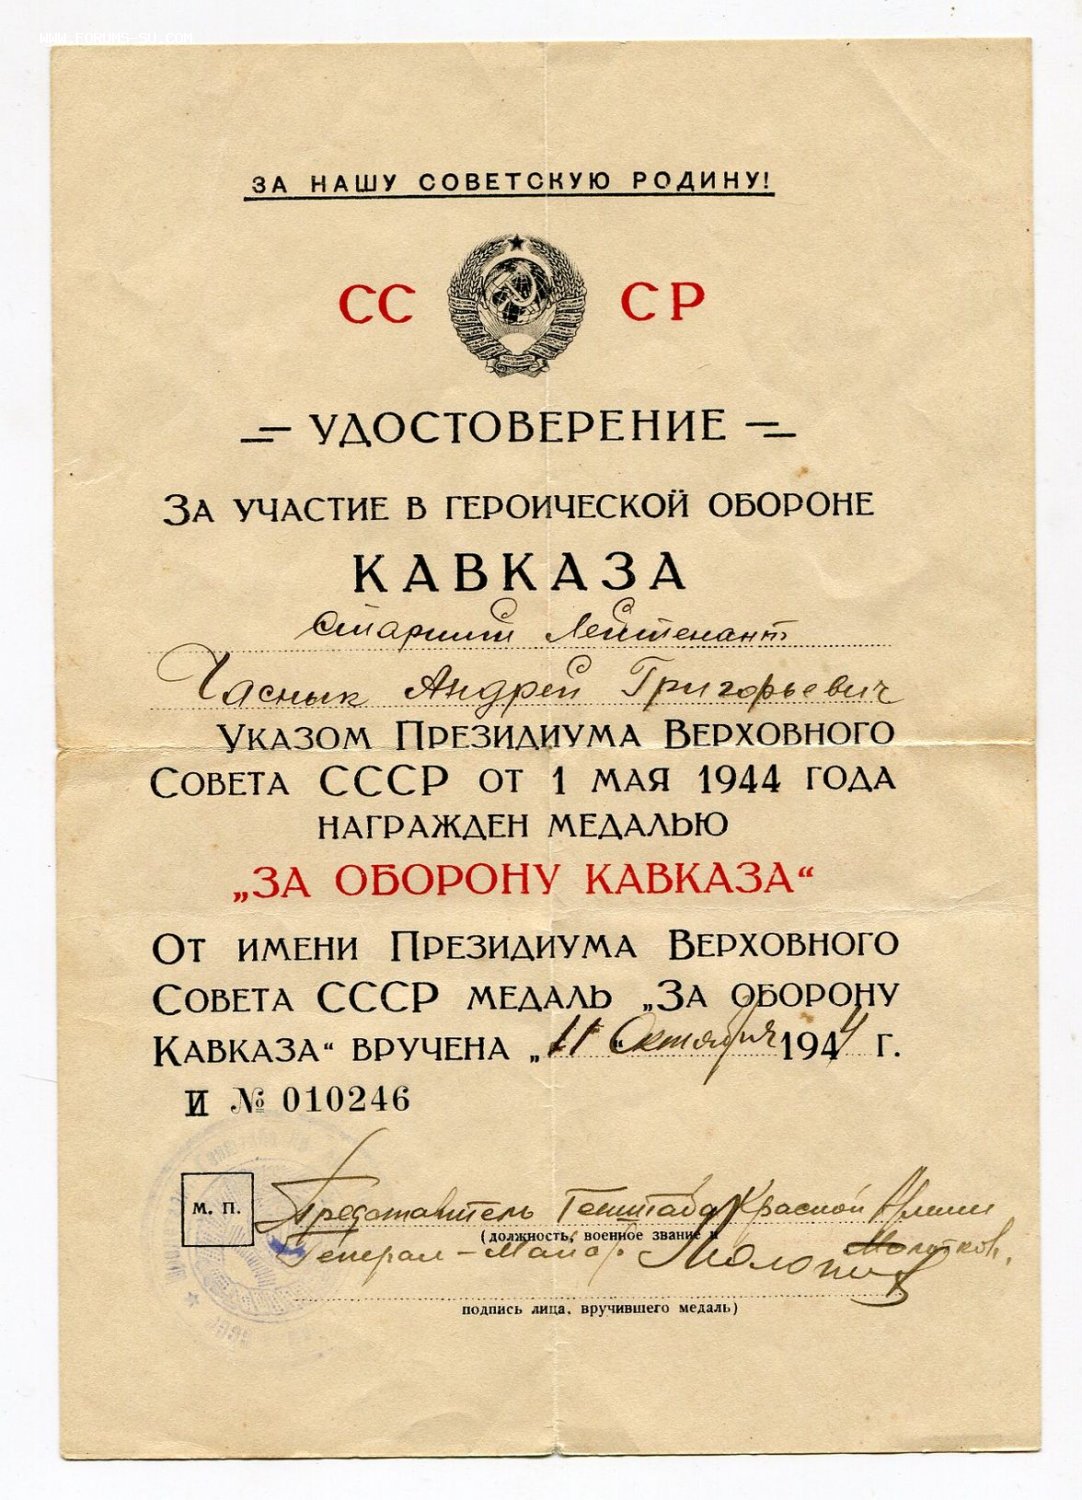 WWW.FORUMS-SU.COM
ЗА НАШУ СОВЕТСКУЮ РОДИНУ!
СС СР
УДОСТОВЕРЕНИЕ
ЗА УЧАСТИЕ В ГЕРОИЧЕСКОЙ ОБОРОНЕ
КАВКАЗА
Старший Лейтенант
Часнык Андрей Григорьевич
УКАЗОМ ПРЕЗИДИУМА ВЕРХОВНОГО
СОВЕТА СССР ОТ 1 МАЯ 1944 ГОДА
НАГРАЖДЕН МЕДАЛЬЮ
„ЗА ОБОРОНУ КАВКАЗА“
ОТ ИМЕНИ ПРЕЗИДИУМА ВЕРХОВНОГО
СОВЕТА СССР МЕДАЛЬ „ЗА ОБОРОНУ
КАВКАЗА“ ВРУЧЕНА „11“ Октября 1944 Г.
И № 010246
М. П. Представитель Генштаба Красной Армии
(должность, военное звание и
Генерал-Майор Молотков.
подпись лица, вручившего медаль)